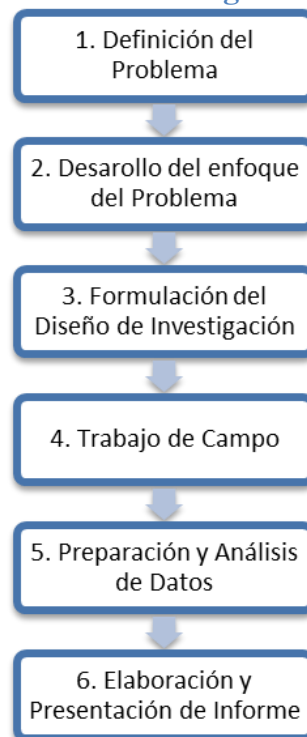 1. Definición del
Problema
2. Desarollo del enfoque
del Problema
3. Formulación del
Diseño de Investigación
4. Trabajo de Campo
5. Preparación y Análisis
de Datos
6. Elaboración y
Presentación de Informe